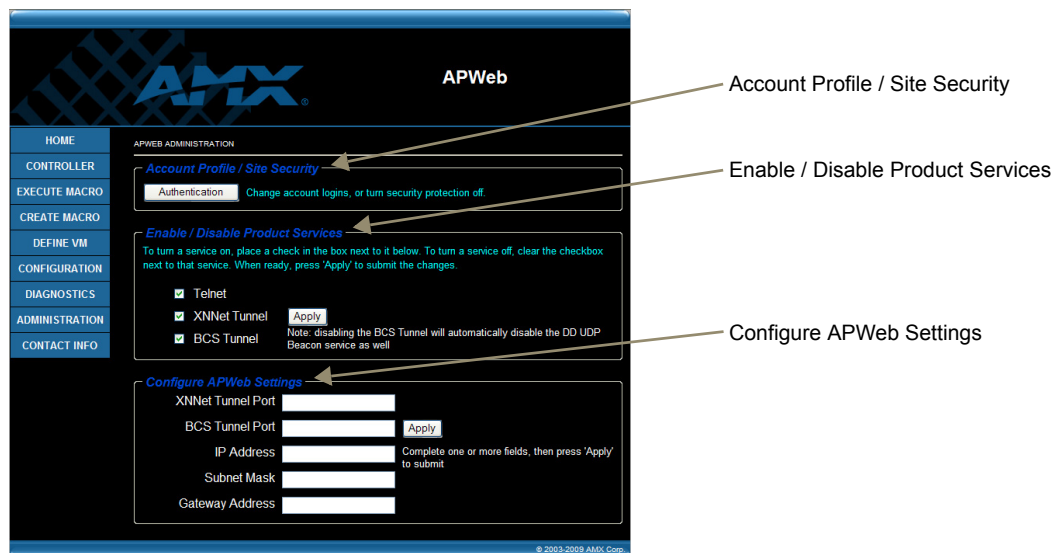 AMX®
APWeb
HOME
CONTROLLER
EXECUTE MACRO
CREATE MACRO
DEFINE VM
CONFIGURATION
DIAGNOSTICS
ADMINISTRATION
CONTACT INFO
APWEB ADMINISTRATION
Account Profile / Site Security
Authentication
Change account logins, or turn security protection off.
Enable / Disable Product Services
To turn a service on, place a check in the box next to it below. To turn a service off, clear the checkbox
next to that service. When ready, press 'Apply' to submit the changes.
Telnet
XNNet Tunnel
Apply
BCS Tunnel
Note: disabling the BCS Tunnel will automatically disable the DD UDP
Beacon service as well
Configure APWeb Settings
XNNet Tunnel Port
BCS Tunnel Port
Apply
IP Address
Complete one or more fields, then press 'Apply'
to submit
Subnet Mask
Gateway Address
© 2003-2009 AMX Corp.
Account Profile / Site Security
Enable / Disable Product Services
Configure APWeb Settings